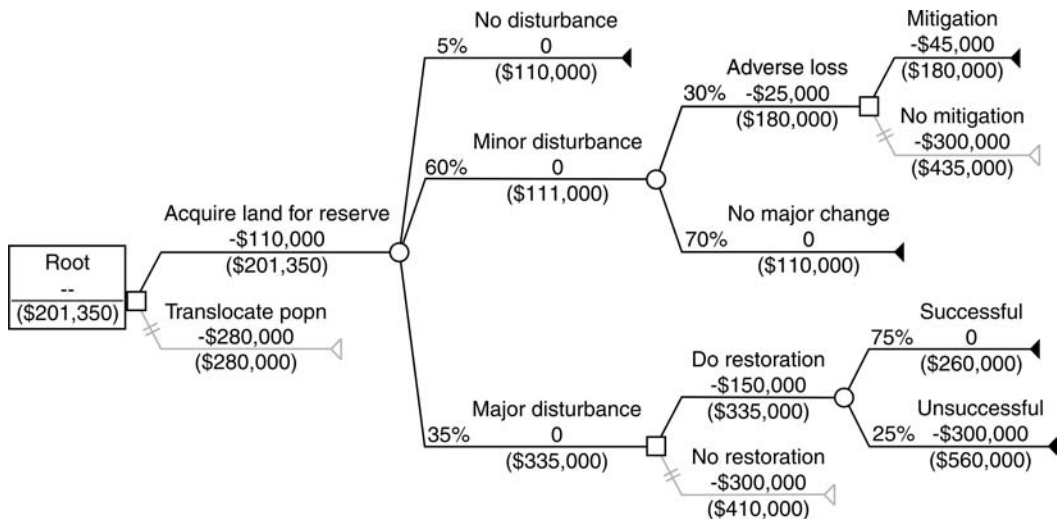 No disturbance
5%
0
($110,000)
Mitigation
-$45,000
($180,000)
Adverse loss
30%
-$25,000
($180,000)
No mitigation
-$300,000
($435,000)
Minor disturbance
60%
0
($111,000)
No major change
70%
0
($110,000)
Acquire land for reserve
-$110,000
($201,350)
Root
--
($201,350)
Translocate popn
-$280,000
($280,000)
Successful
75%
0
($260,000)
Do restoration
-$150,000
($335,000)
Unsuccessful
25%
-$300,000
($560,000)
Major disturbance
35%
0
($335,000)
No restoration
-$300,000
($410,000)